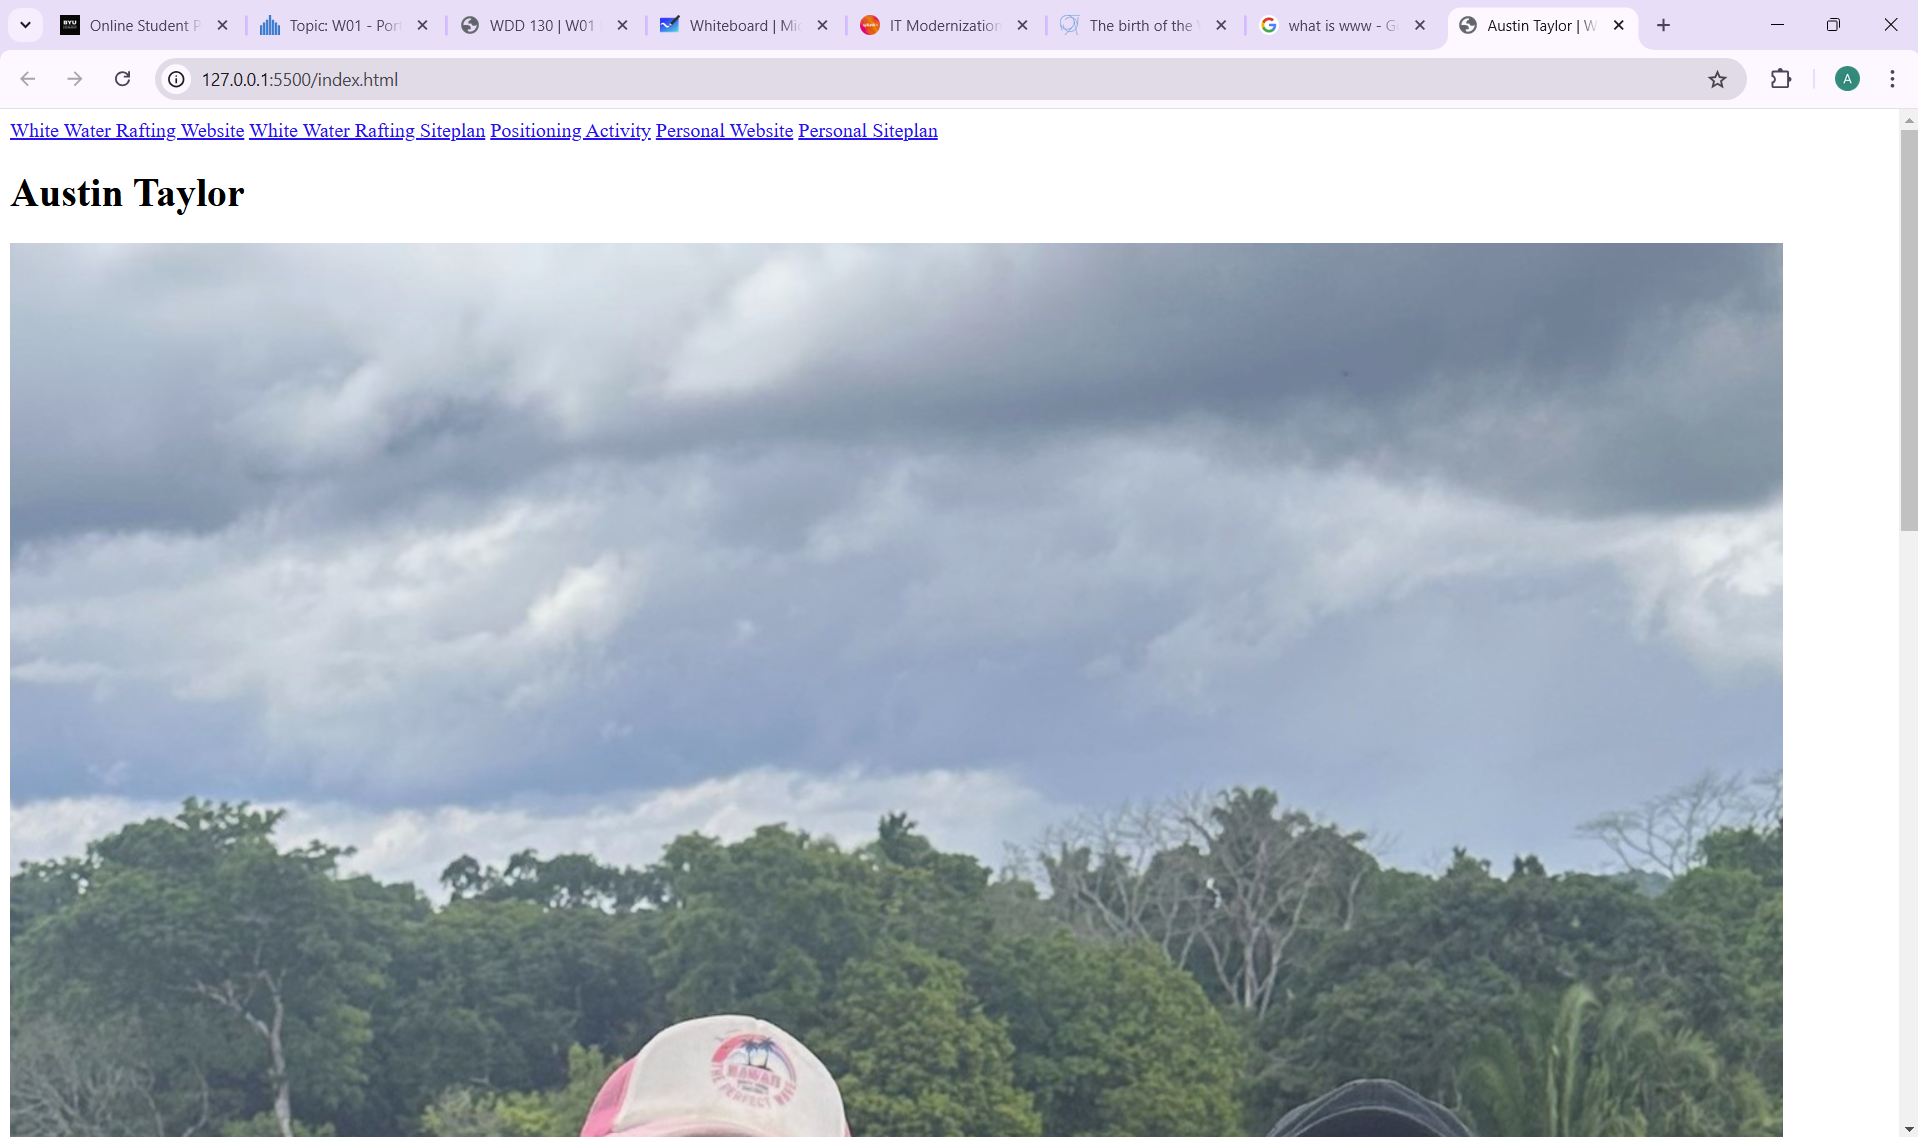 Online Student P
Topic: W01 - Por
WDD 130 | W01
Whiteboard | Mic
IT Modernization
The birth of the
what is www - G
Austin Taylor | W
127.0.0.1:5500/index.html
A
White Water Rafting Website White Water Rafting Siteplan Positioning Activity Personal Website Personal Siteplan
Austin Taylor
HAWAII
THE PERFECT WAVE